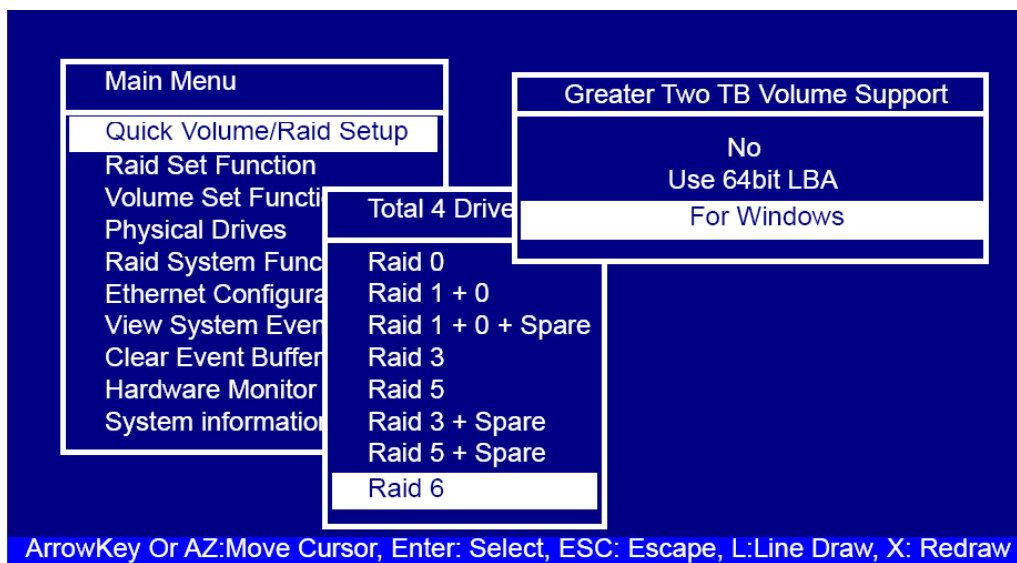 Main Menu
Quick Volume/Raid Setup
Raid Set Function
Volume Set Functi
Physical Drives
Raid System Func
Ethernet Configura
View System Even
Clear Event Buffer
Hardware Monitor
System information
Total 4 Drive
Raid 0
Raid 1 + 0
Raid 1 + 0 + Spare
Raid 3
Raid 5
Raid 3 + Spare
Raid 5 + Spare
Raid 6
Greater Two TB Volume Support
No
Use 64bit LBA
For Windows
ArrowKey Or AZ:Move Cursor, Enter: Select, ESC: Escape, L:Line Draw, X: Redraw